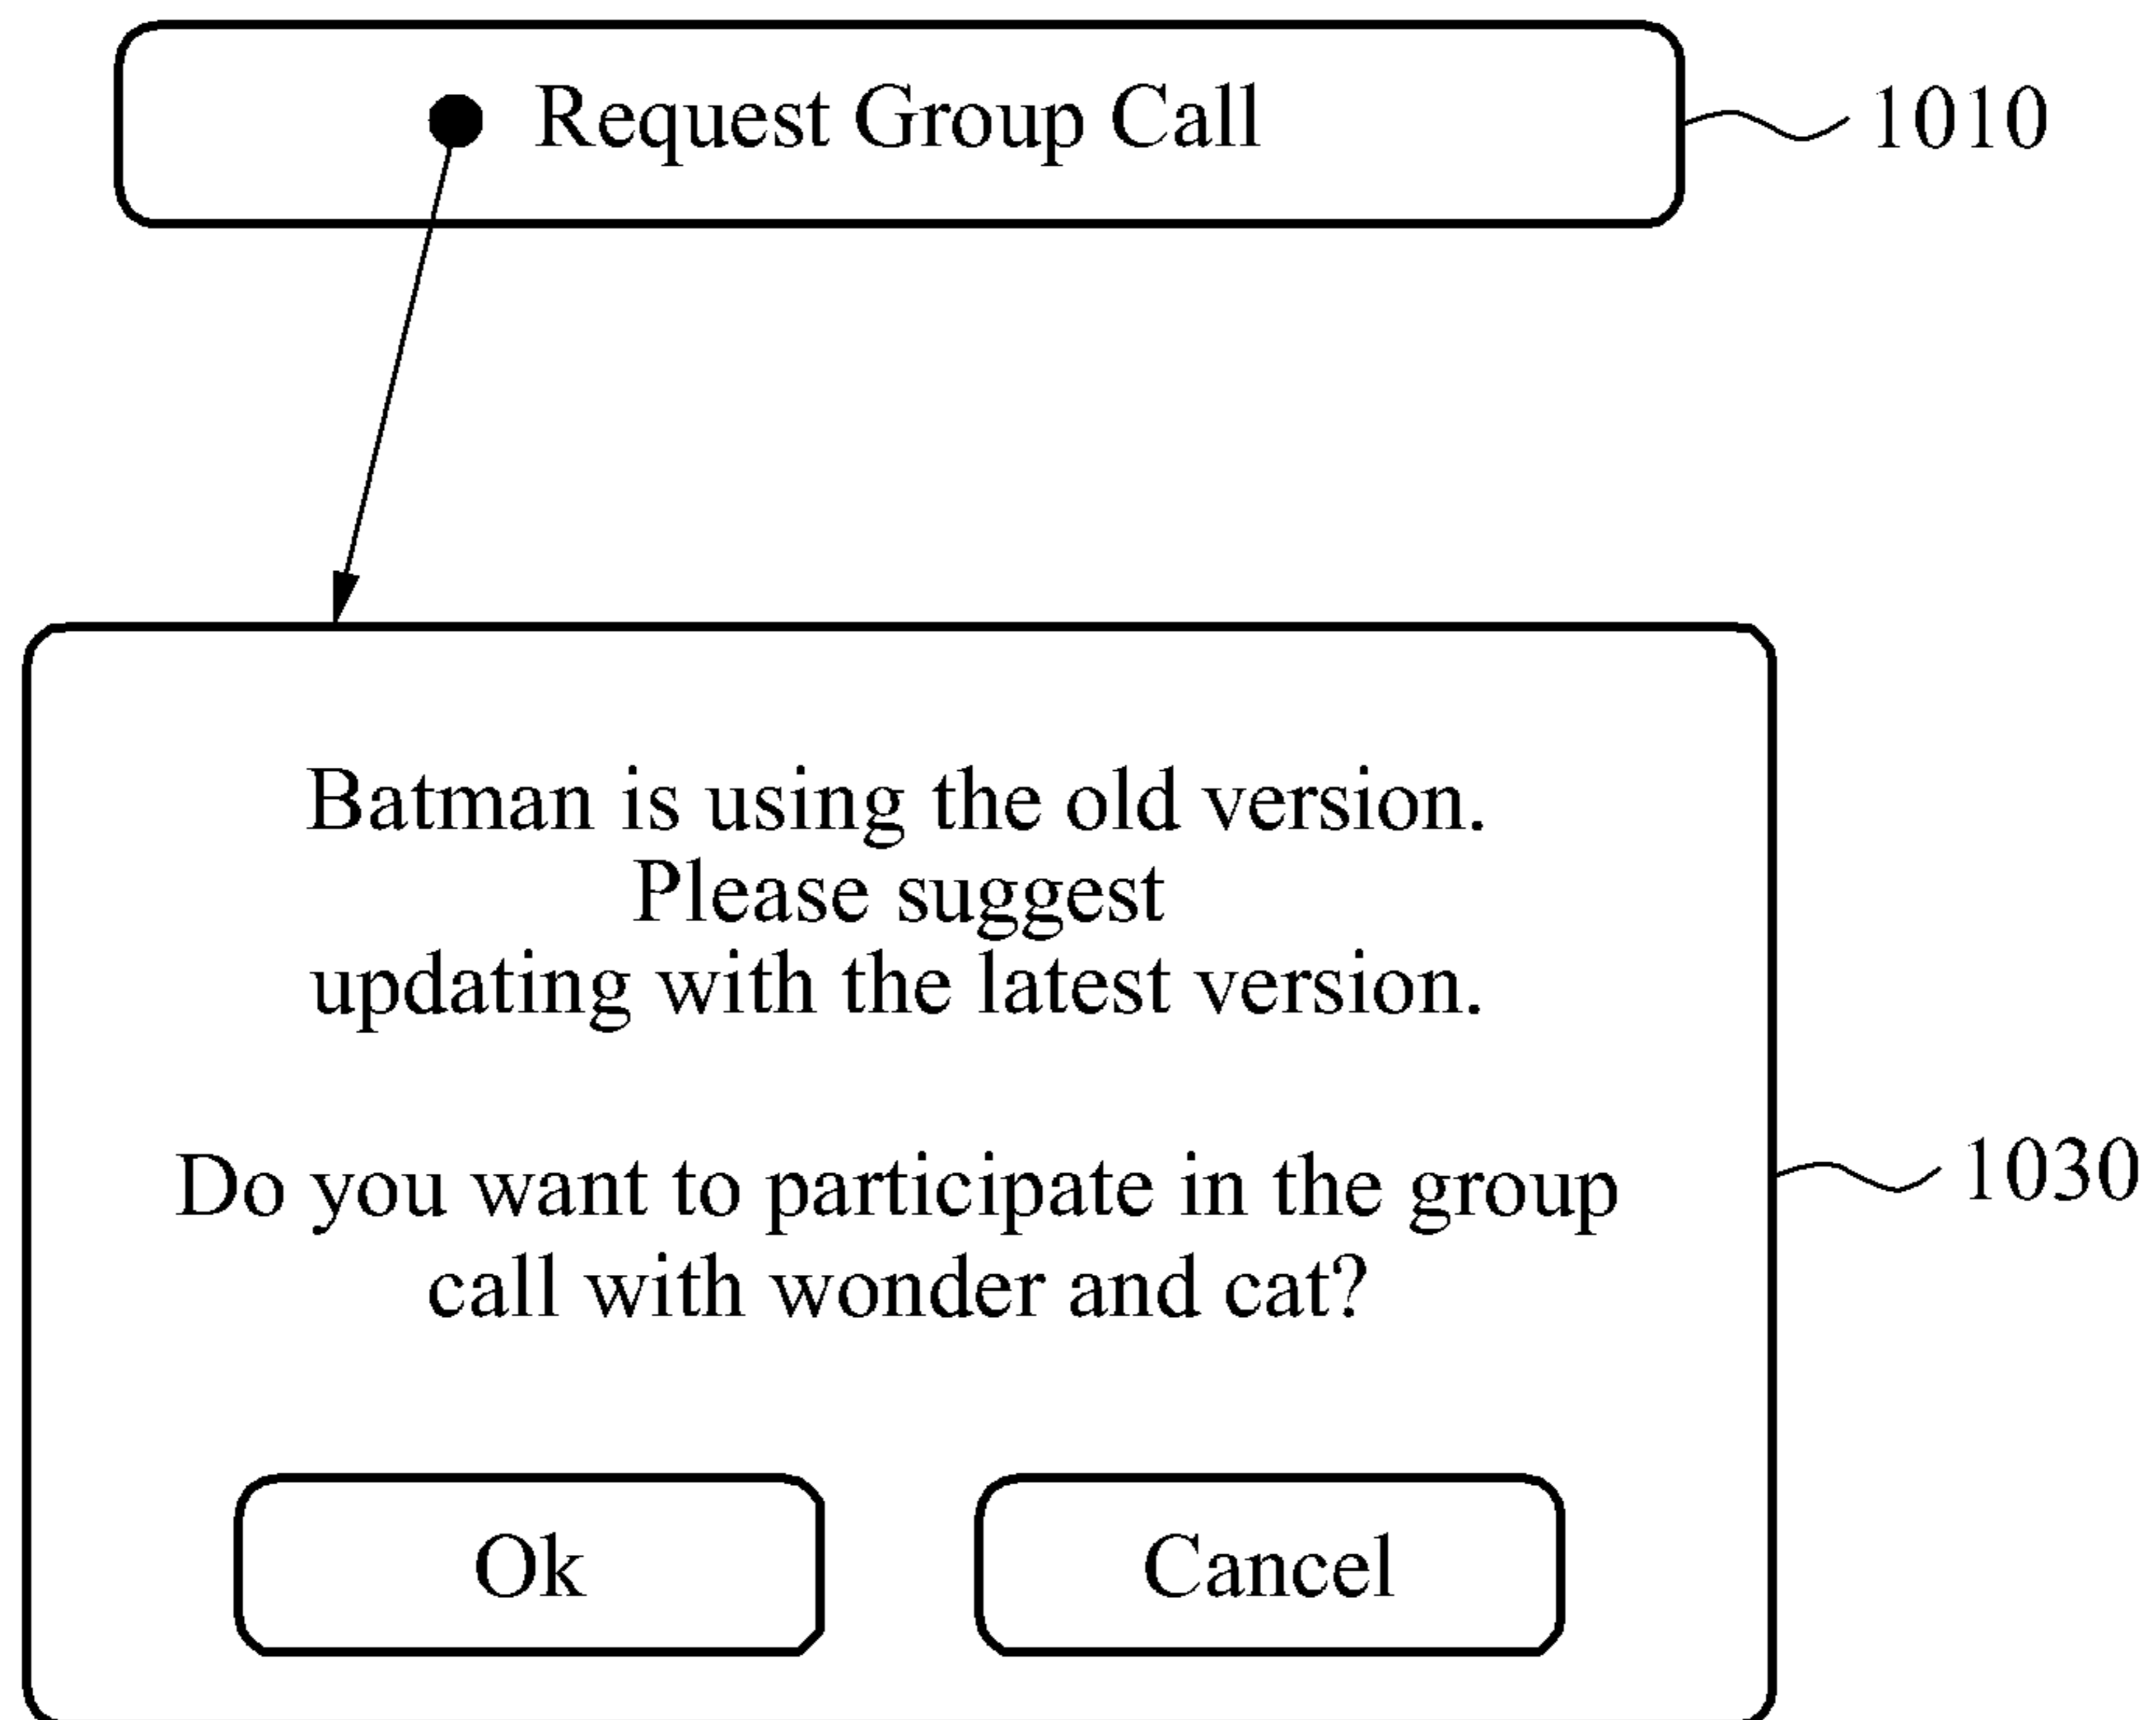 Request Group Call
1010
Batman is using the old version.
Please suggest
updating with the latest version.
Do you want to participate in the group
call with wonder and cat?
1030
Ok
Cancel